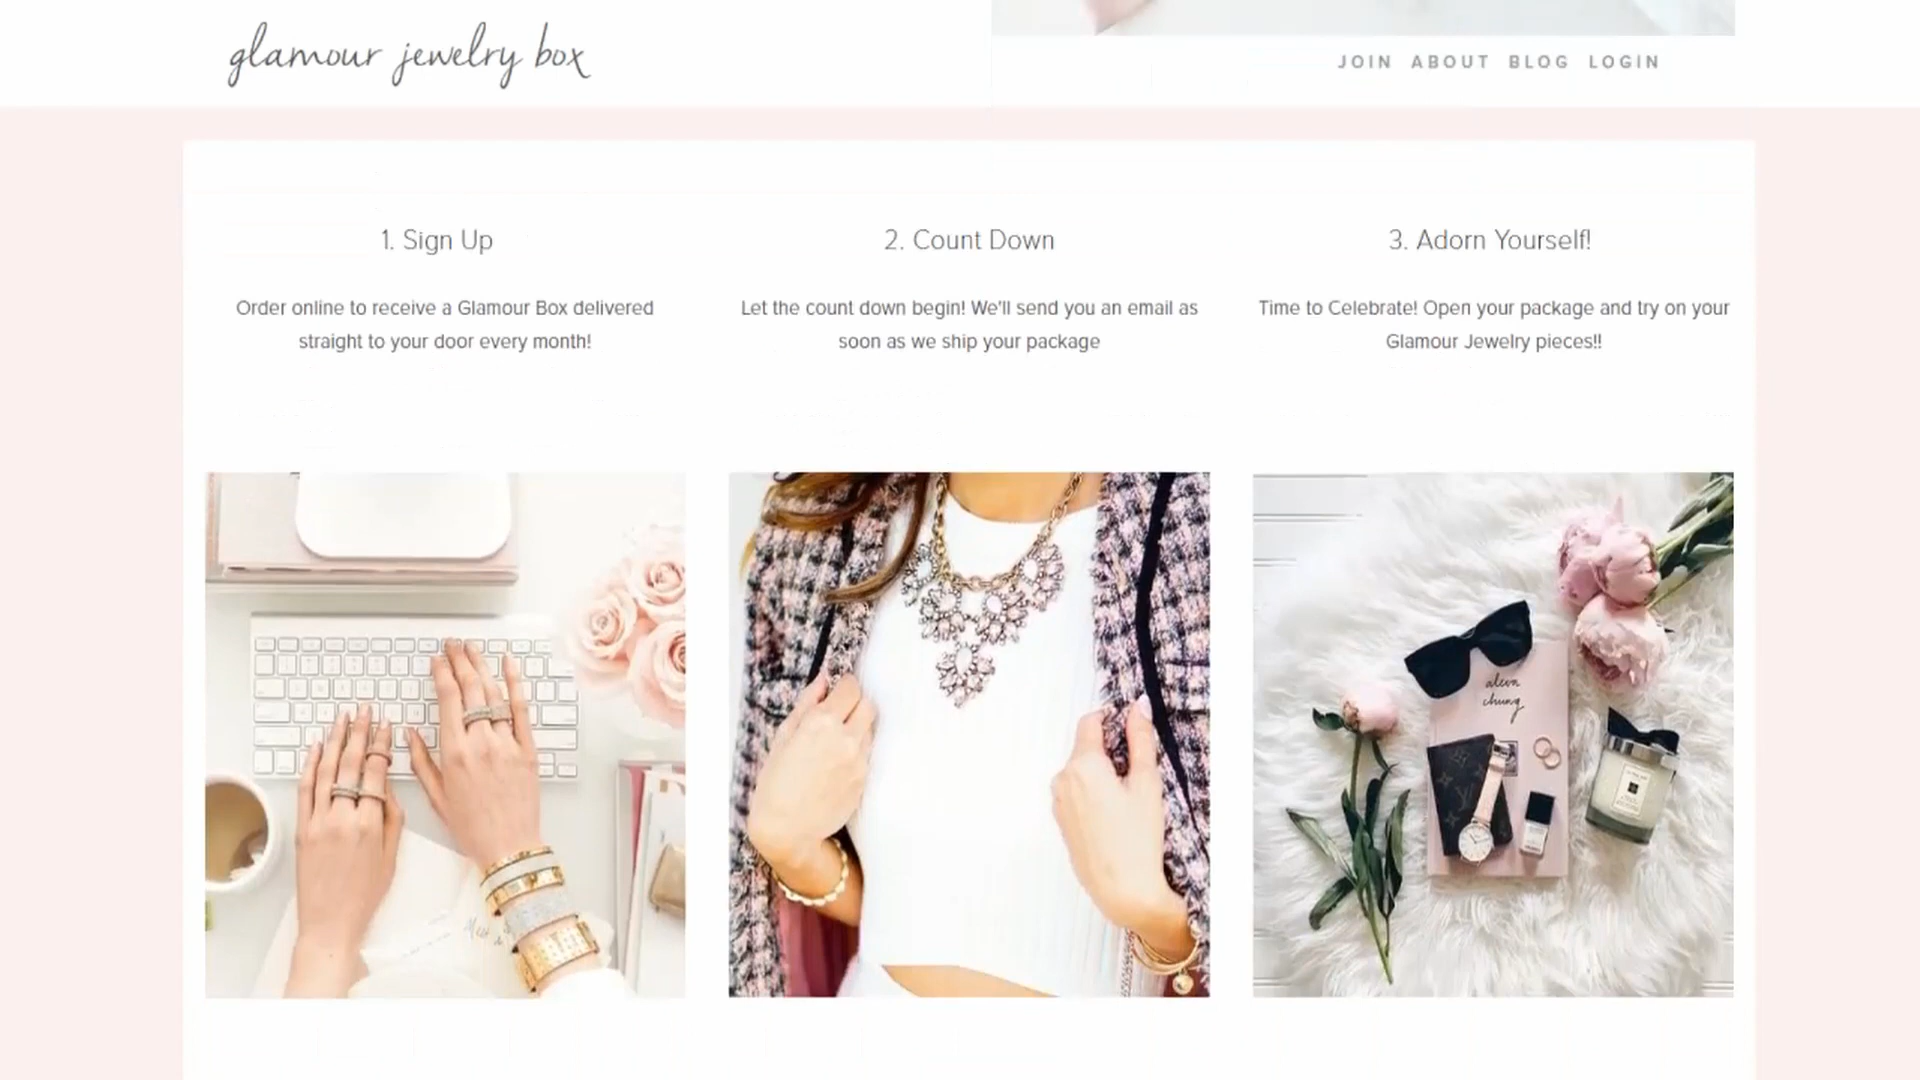 glamour jewelry box
JOIN ABOUT BLOG LOGIN
1. Sign Up
Order online to receive a Glamour Box delivered
straight to your door every month!
2. Count Down
Let the count down begin! We'll send you an email as
soon as we ship your package
3. Adorn Yourself!
Time to Celebrate! Open your package and try on your
Glamour Jewelry pieces!!
alexa
chung